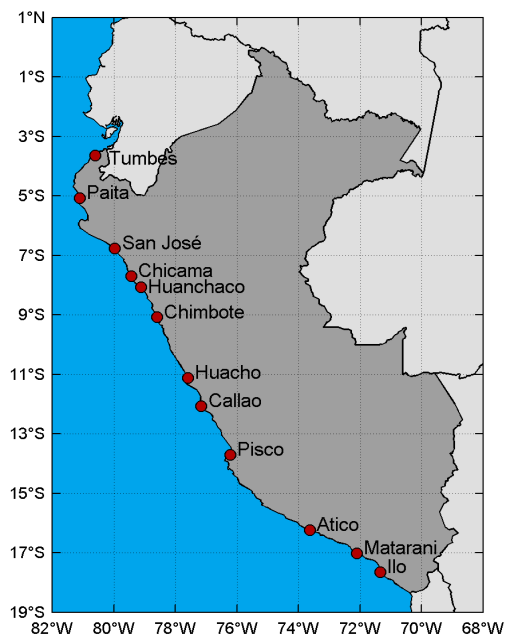 1°N
1°S
3°S
Tumbes
5°S
Paita
7°S
San José
Chicama
Huanchaco
9°S
Chimbote
11°S
Huacho
Callao
13°S
Pisco
15°S
Atico
17°S
Matarani
Ilo
19°S
82°W 80°W 78°W 76°W 74°W 72°W 70°W 68°W